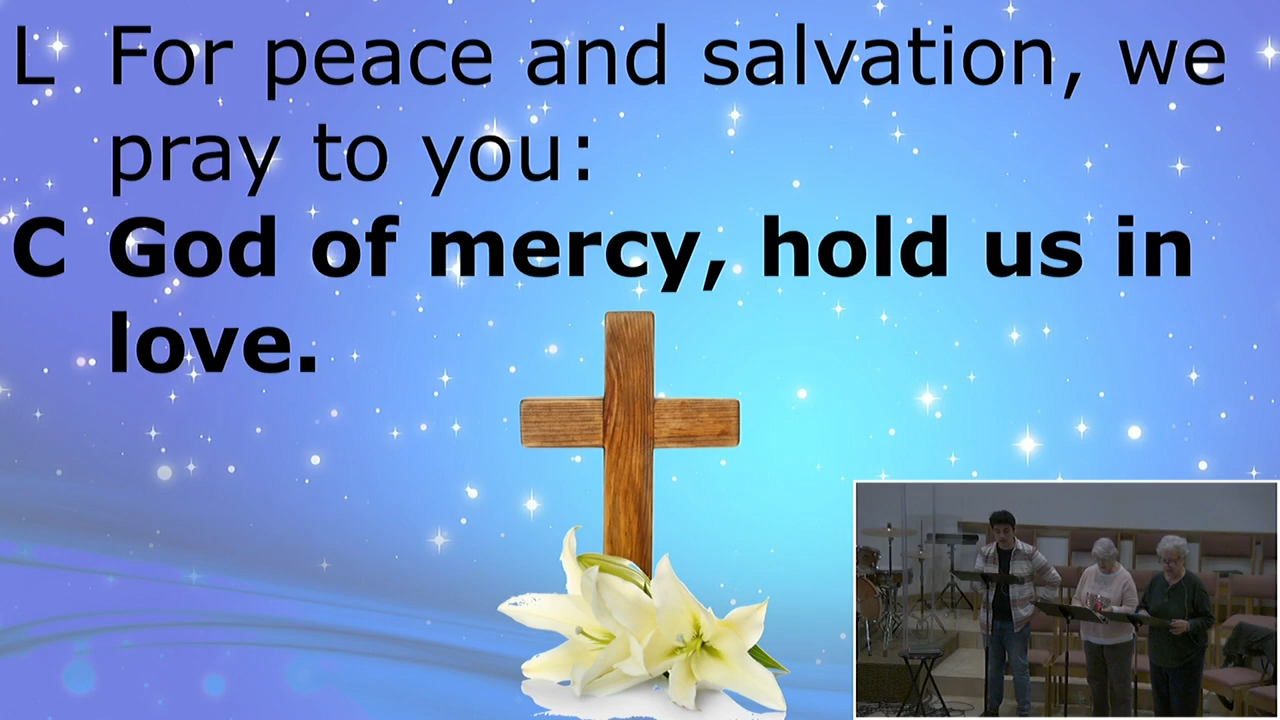 L For peace and salvation, we
pray to you:
C God of mercy, hold us in
love.